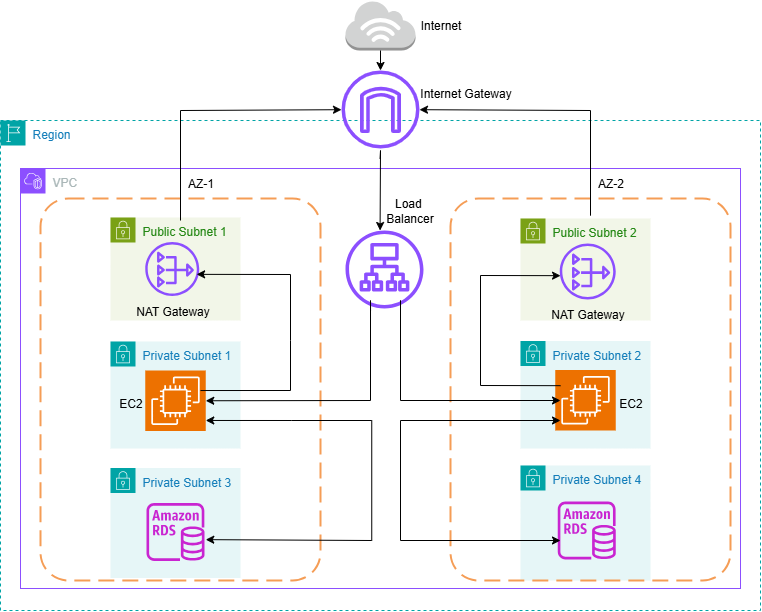 Internet
Internet Gateway
Region
VPC
AZ-1
AZ-2
Load
Balancer
Public Subnet 1
NAT Gateway
Public Subnet 2
NAT Gateway
Private Subnet 1
EC2
Private Subnet 2
EC2
Private Subnet 3
Amazon
RDS
Private Subnet 4
Amazon
RDS